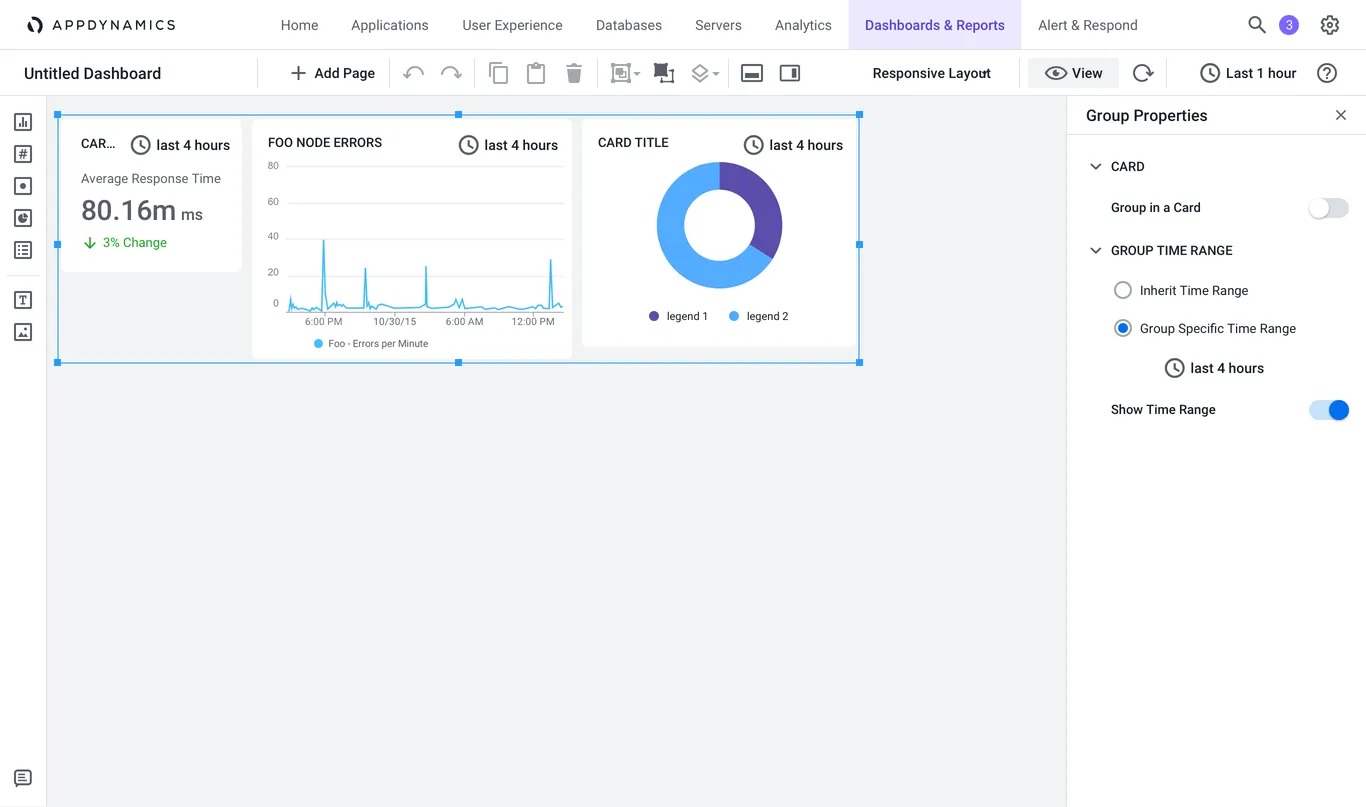 APPDYNAMICS
Home Applications User Experience Databases Servers Analytics Dashboards & Reports Alert & Respond 3
Untitled Dashboard Add Page Responsive Layout View Last 1 hour ?
#
T
CAR... last 4 hours
Average Response Time
80.16m ms
3% Change
FOO NODE ERRORS last 4 hours
80
60
40
20
0
6:00 PM 10/30/15 6:00 AM 12:00 PM
Foo - Errors per Minute
CARD TITLE last 4 hours
legend 1 legend 2
Group Properties
CARD
Group in a Card
GROUP TIME RANGE
Inherit Time Range
Group Specific Time Range
last 4 hours
Show Time Range